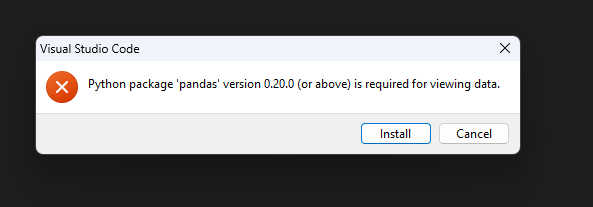 Visual Studio Code
Python package 'pandas' version 0.20.0 (or above) is required for viewing data.
Install
Cancel